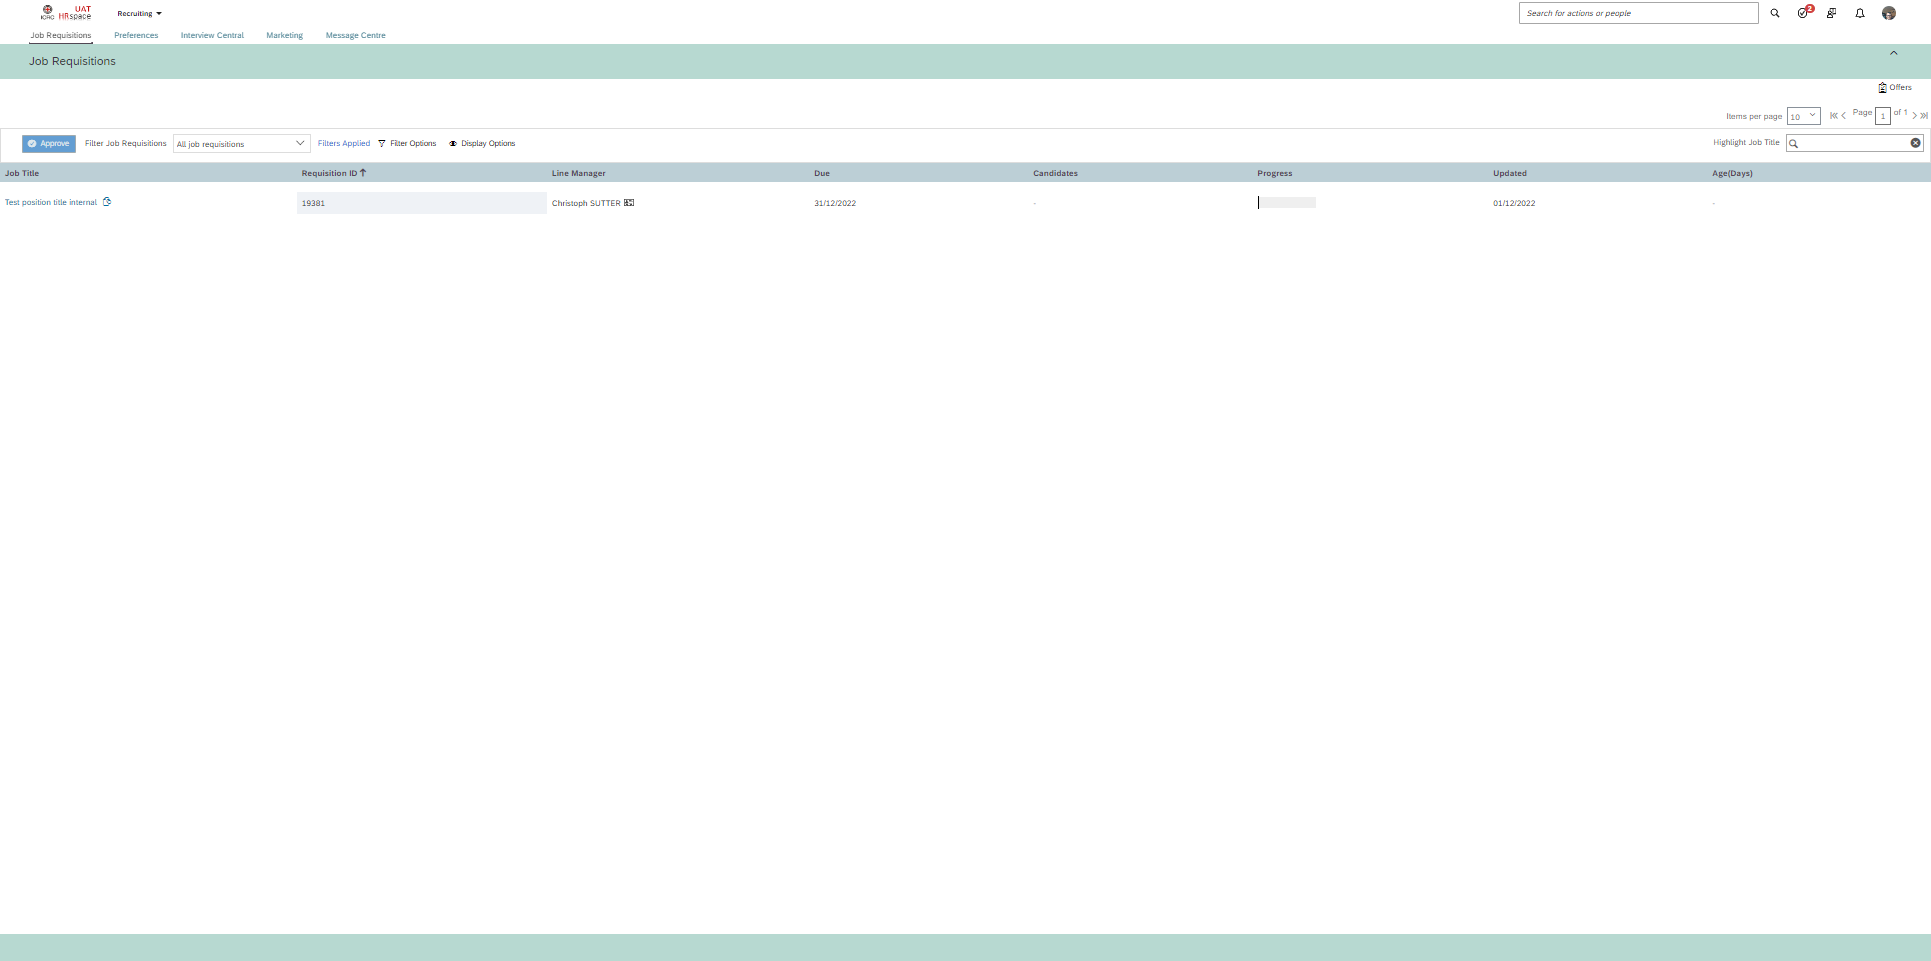 ICRC UAT HRspace Recruiting Search for actions or people 2
Job Requisitions Preferences Interview Central Marketing Message Centre
Job Requisitions
Offers
Items per page 10 Page 1 of 1
Approve Filter Job Requisitions All job requisitions Filters Applied Filter Options Display Options Highlight Job Title
Job Title Requisition ID Line Manager Due Candidates Progress Updated Age(Days)
Test position title internal 19381 Christoph SUTTER 31/12/2022 - 01/12/2022 -